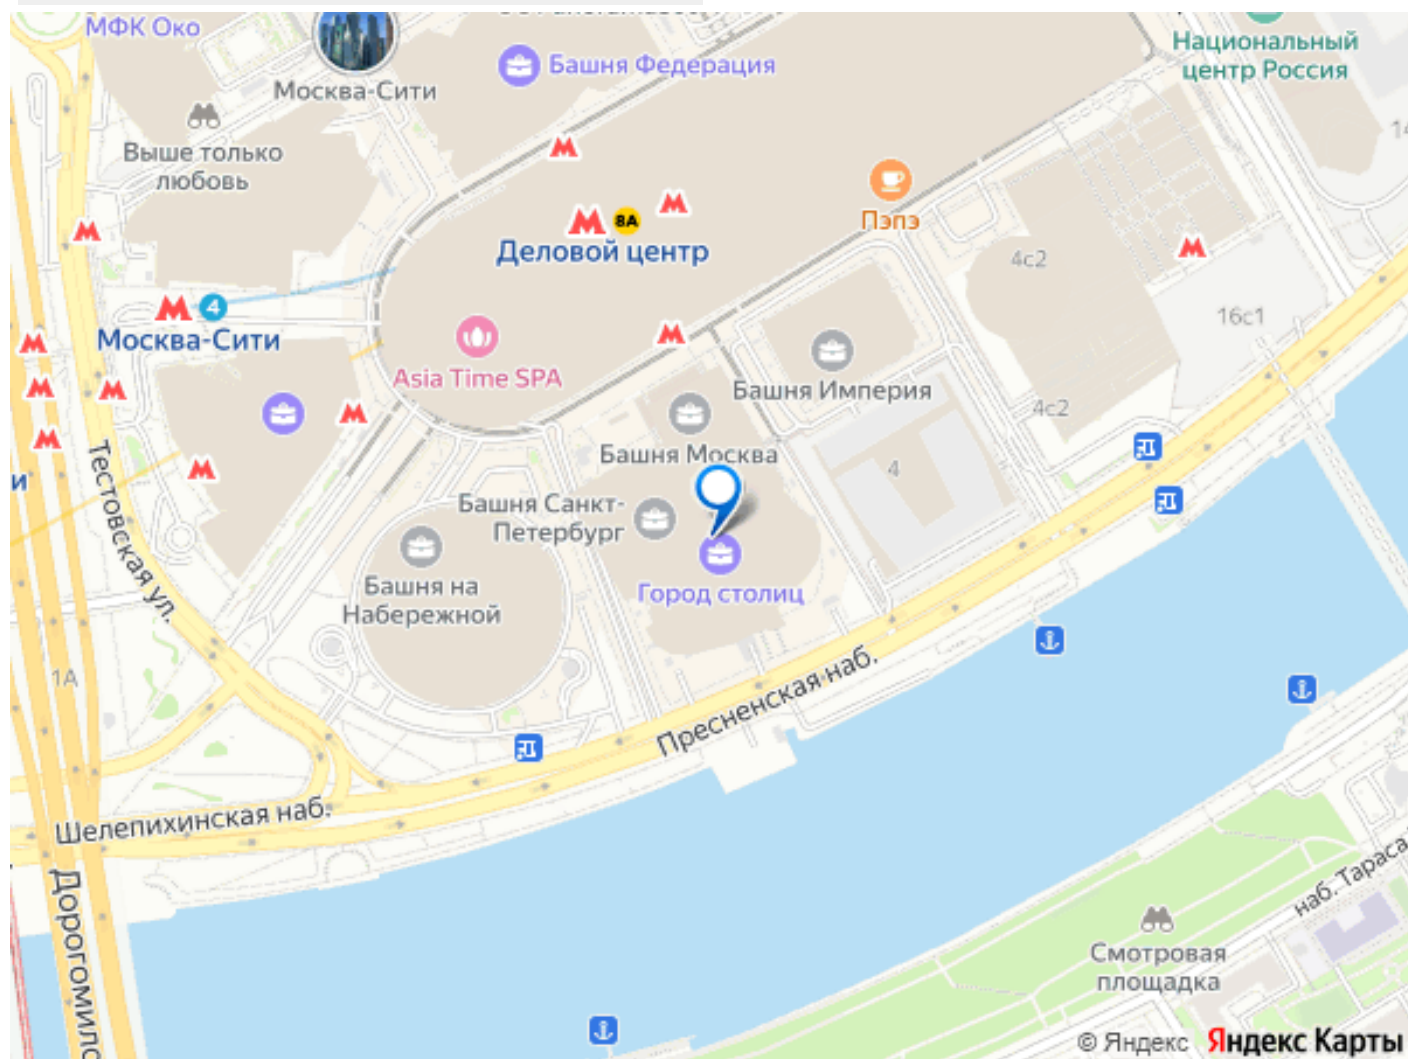 МФК Око
Башня Федерация
Национальный
центр Россия
Москва-Сити
Выше только
любовь
Пэпэ
8А
Деловой центр
4с2
4
Москва-Сити
16с1
Asia Time SPA
Башня Империя
4с2
Башня Москва
4
Тестовская ул.
Башня Санкт-
Петербург
Башня на
Набережной
Город столиц
1А
Пресненская наб.
Шелепихинская наб.
Дорогомило
наб. Тараса
Смотровая
площадка
© Яндекс Яндекс Карты